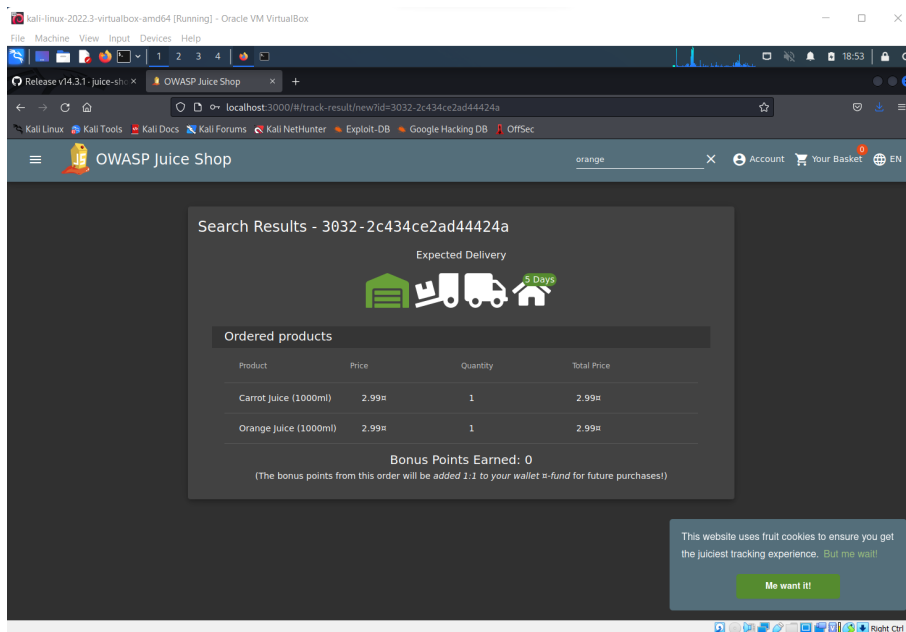 kali-linux-2022.3-virtualbox-amd64 [Running] - Oracle VM VirtualBox
File Machine View Input Devices Help
1 2 3 4 18:53
Release v14.3.1 · juice-sho OWASP Juice Shop
localhost:3000/#/track-result/new?id=3032-2c434ce2ad44424a
Kali Linux Kali Tools Kali Docs Kali Forums Kali NetHunter Exploit-DB Google Hacking DB OffSec
OWASP Juice Shop orange Account Your Basket 0 EN
Search Results - 3032-2c434ce2ad44424a
Expected Delivery
5 Days
Ordered products
Product Price Quantity Total Price
Carrot Juice (1000ml) 2.99¤ 1 2.99¤
Orange Juice (1000ml) 2.99¤ 1 2.99¤
Bonus Points Earned: 0
(The bonus points from this order will be added 1:1 to your wallet ¤-fund for future purchases!)
This website uses fruit cookies to ensure you get
the juiciest tracking experience. But me wait!
Me want it!
Right Ctrl